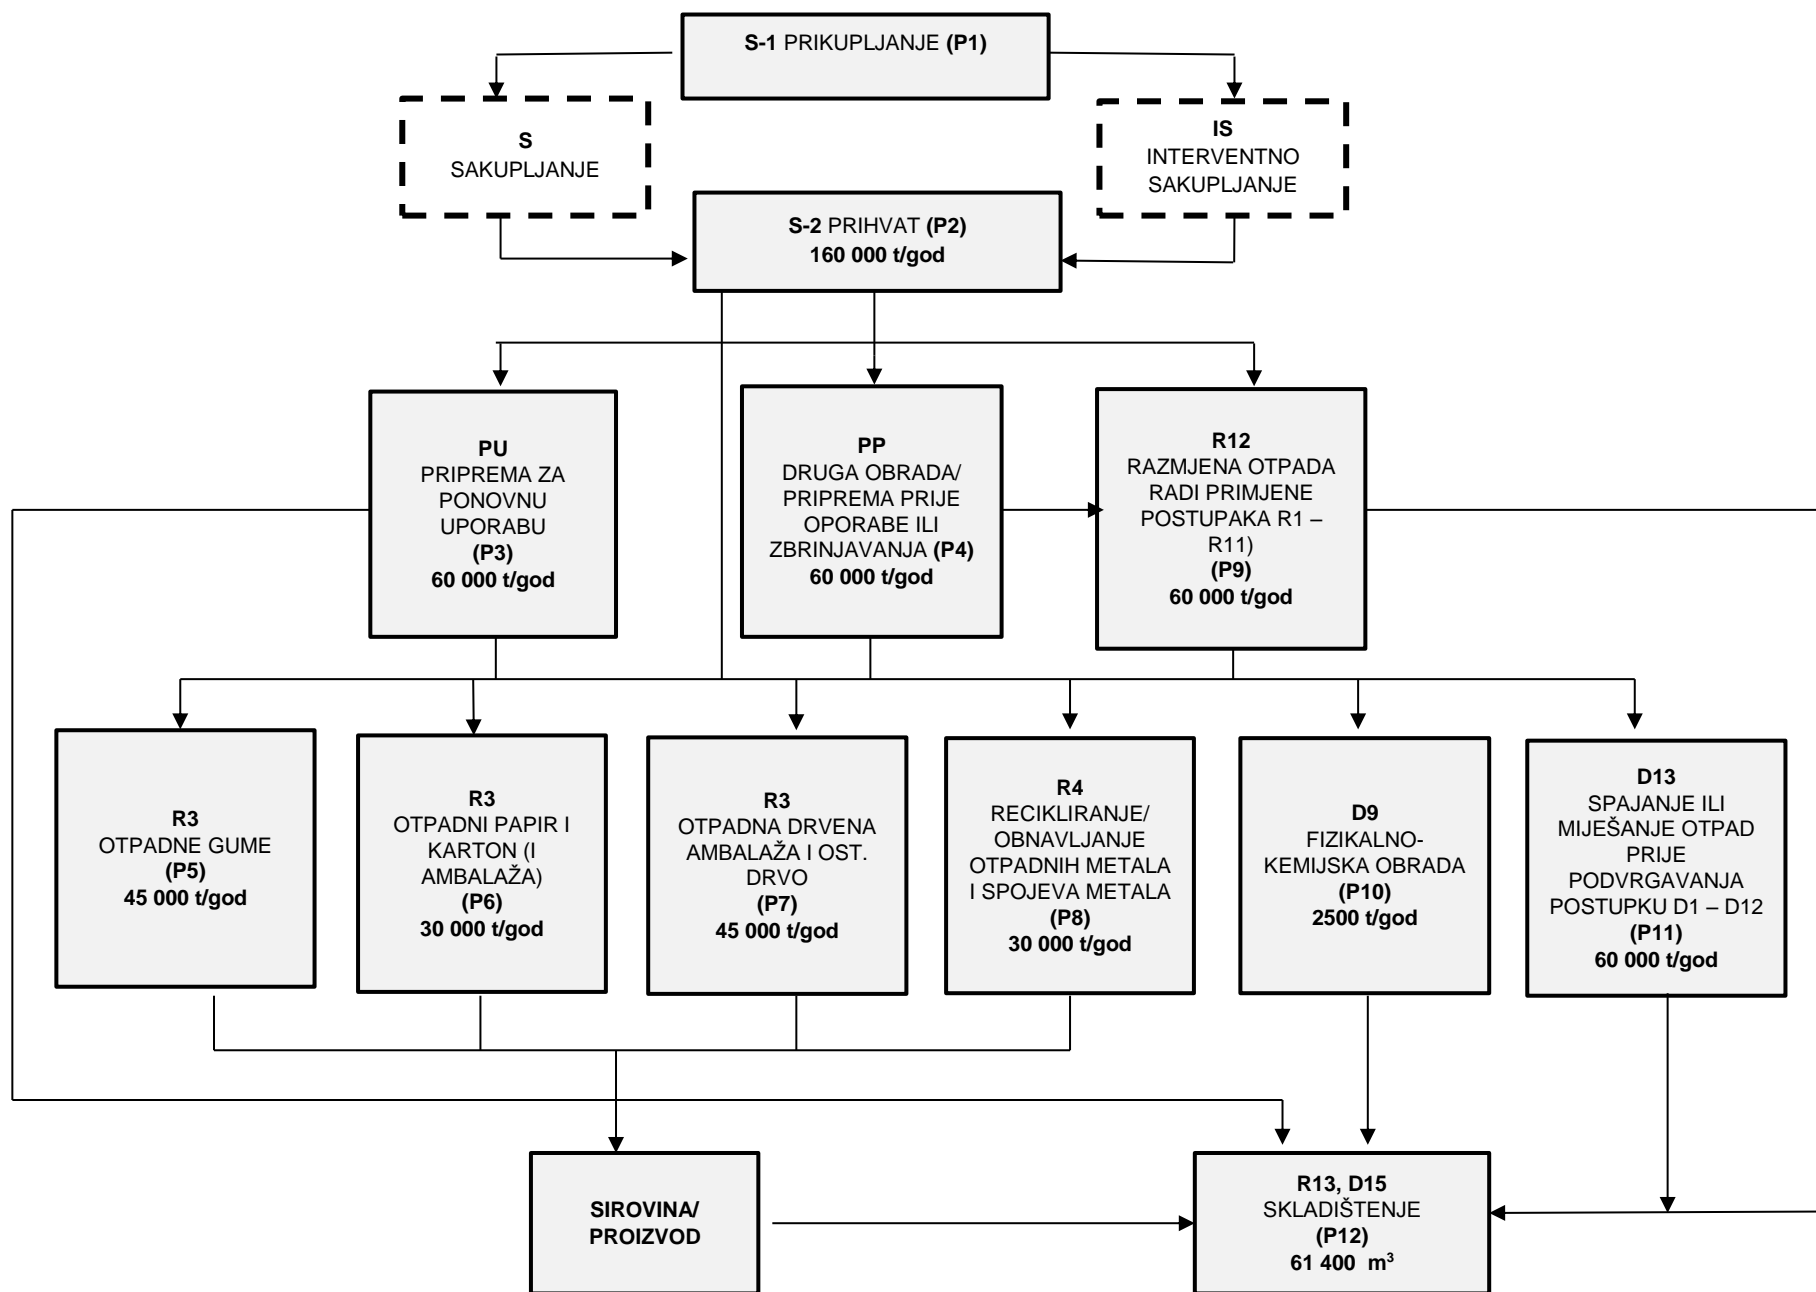 S-1 PRIKUPLJANJE (P1)
S
SAKUPLJANJE
IS
INTERVENTNO
SAKUPLJANJE
S-2 PRIHVAT (P2)
160 000 t/god
PU
PRIPREMA ZA
PONOVNU
UPORABU
(P3)
60 000 t/god
PP
DRUGA OBRADA/
PRIPREMA PRIJE
OPORABE ILI
ZBRINJAVANJA (P4)
60 000 t/god
R12
RAZMJENA OTPADA
RADI PRIMJENE
POSTUPAKA R1 –
R11)
(P9)
60 000 t/god
R3
OTPADNE GUME
(P5)
45 000 t/god
R3
OTPADNI PAPIR I
KARTON (I
AMBALAŽA)
(P6)
30 000 t/god
R3
OTPADNA DRVENA
AMBALAŽA I OST.
DRVO
(P7)
45 000 t/god
R4
RECIKLIRANJE/
OBNAVLJANJE
OTPADNIH METALA
I SPOJEVA METALA
(P8)
30 000 t/god
D9
FIZIKALNO-
KEMIJSKA OBRADA
(P10)
2500 t/god
D13
SPAJANJE ILI
MIJEŠANJE OTPAD
PRIJE
PODVRGAVANJA
POSTUPKU D1 – D12
(P11)
60 000 t/god
SIROVINA/
PROIZVOD
R13, D15
SKLADIŠTENJE
(P12)
61 400 m³